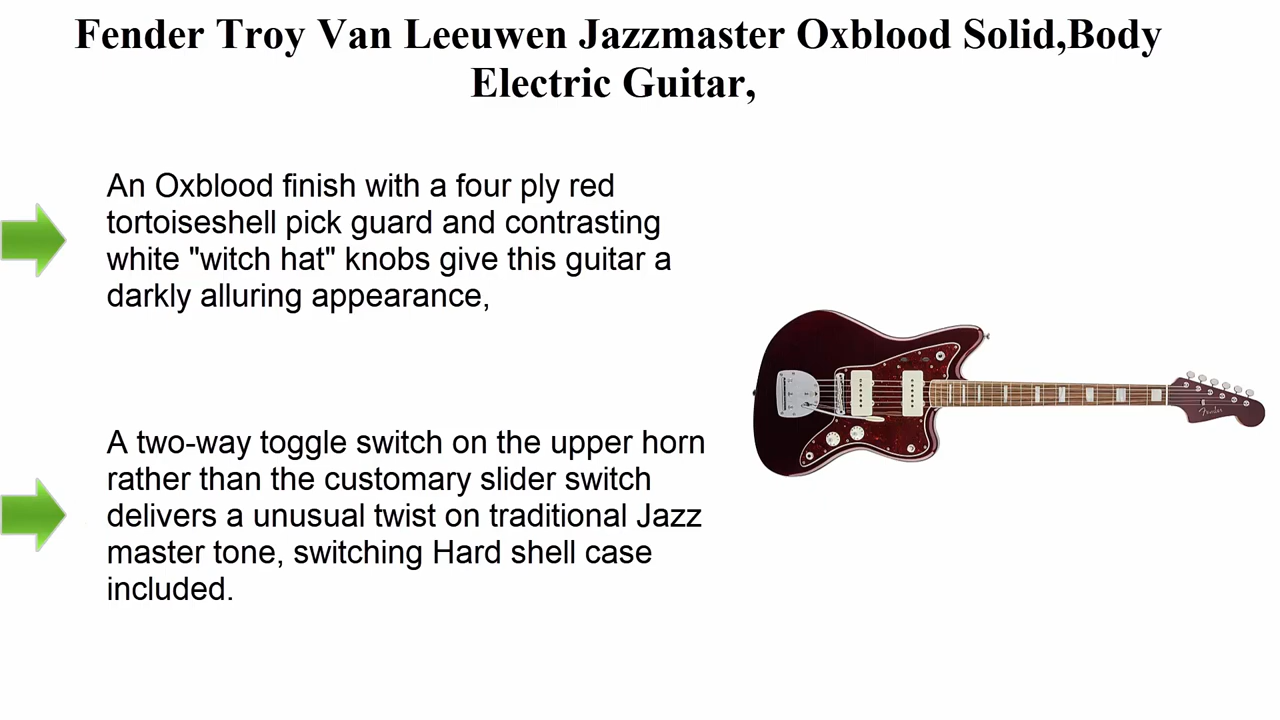 Fender Troy Van Leeuwen Jazzmaster Oxblood Solid,Body
Electric Guitar,
An Oxblood finish with a four ply red
tortoiseshell pick guard and contrasting
white "witch hat" knobs give this guitar a
darkly alluring appearance,
A two-way toggle switch on the upper horn
rather than the customary slider switch
delivers a unusual twist on traditional Jazz
master tone, switching Hard shell case
included.
Fender